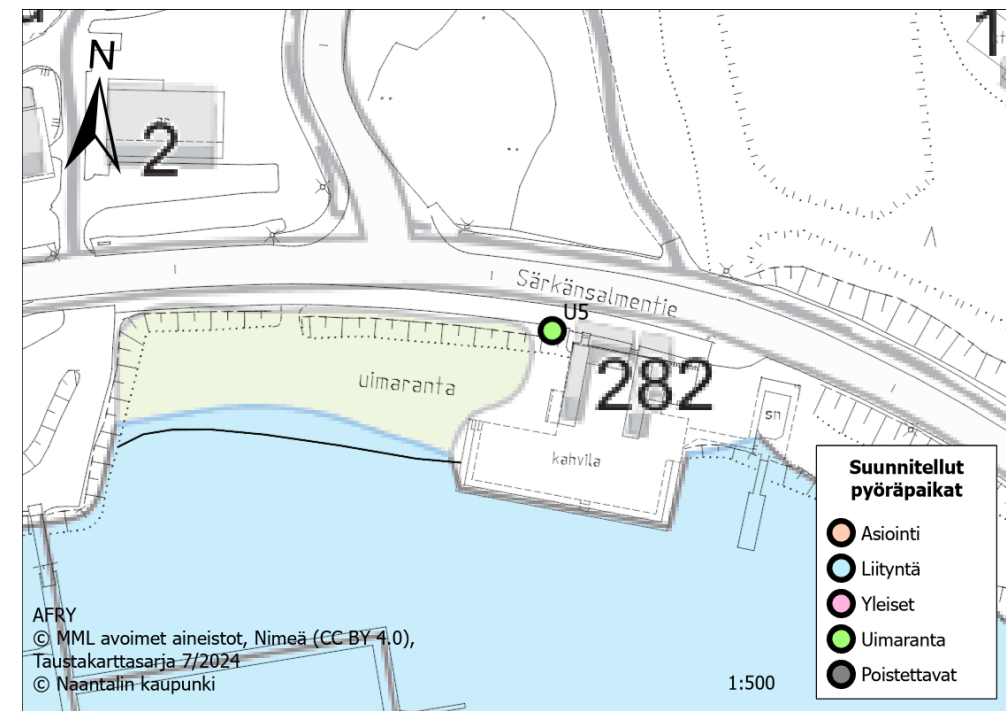 N
2
Särkänsalmentie
U5
282
uimaranta
kahvila
sn
Suunnitellut
pyöräpaikat
Asiointi
Liityntä
Yleiset
Uimaranta
Poistettavat
AFRY
© MML avoimet aineistot, Nimeä (CC BY 4.0),
Taustakarttasarja 7/2024
© Naantalin kaupunki
1:500